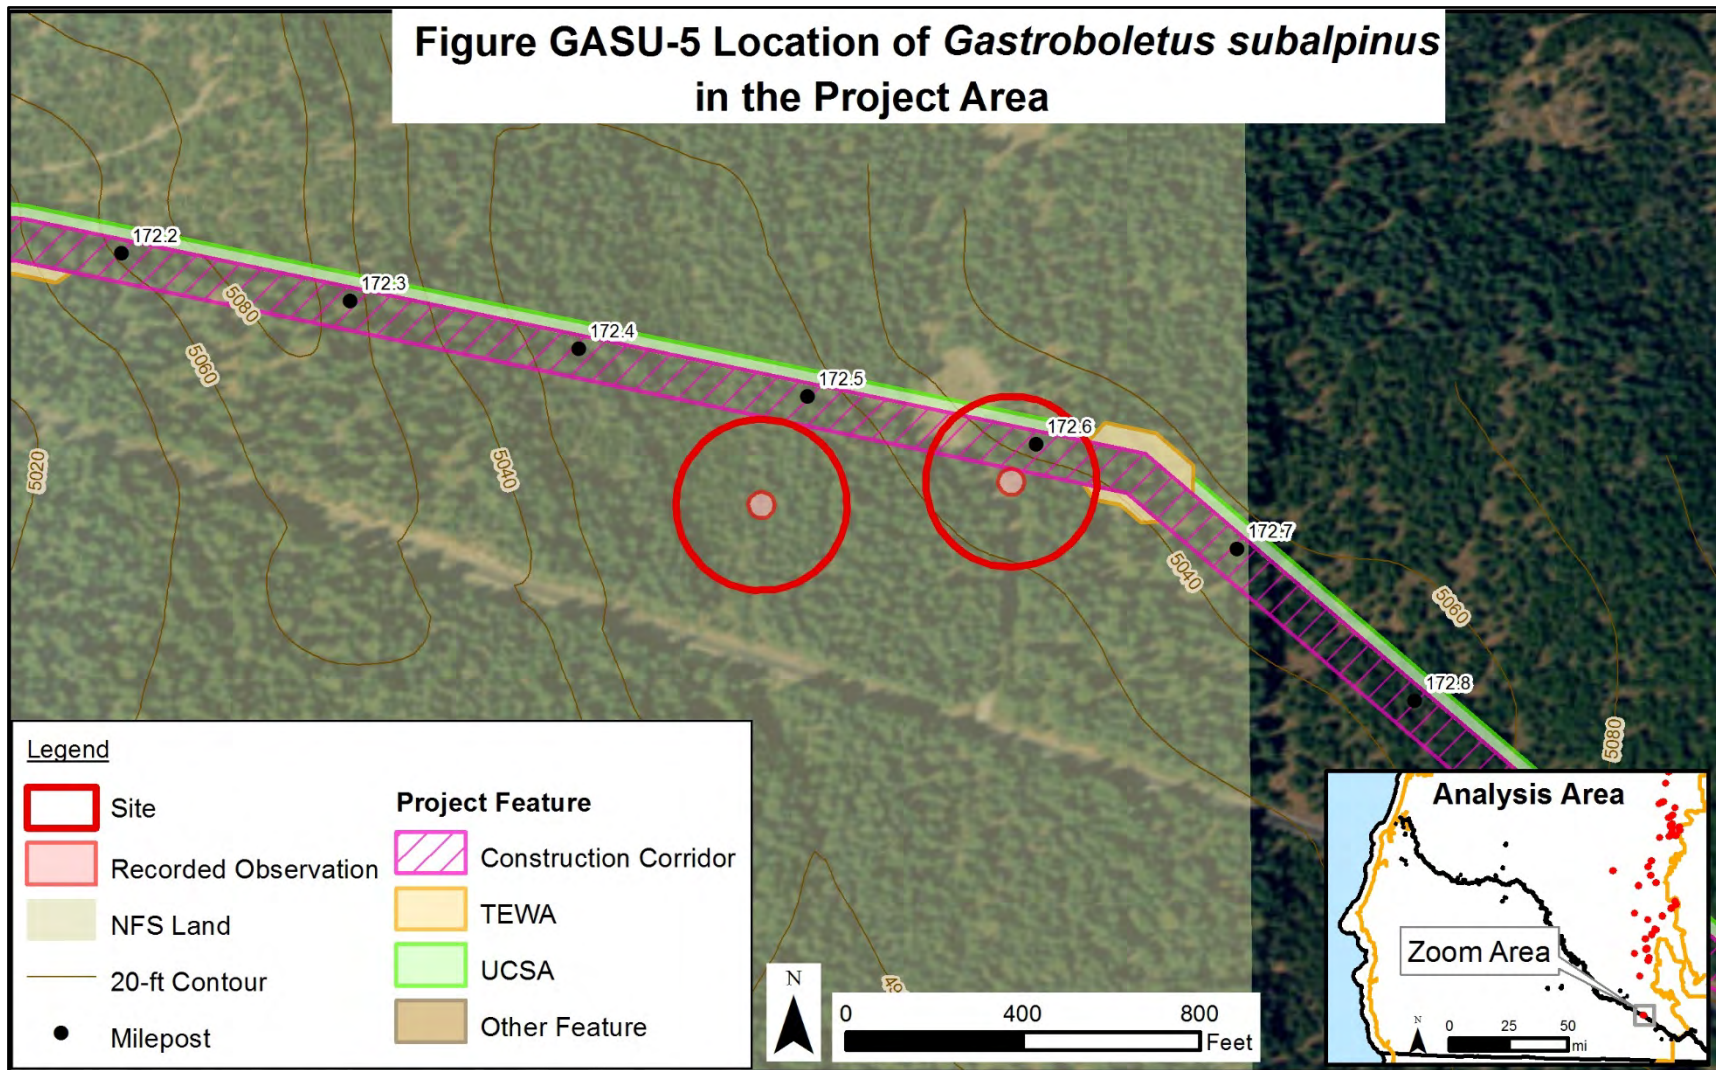 Figure GASU-5 Location of Gastroboletus subalpinus
in the Project Area
172.2
172.3
172.4
172.5
172.6
172.7
172.8
5080
5060
5020
5040
5040
5060
5080
Legend
Site
Recorded Observation
NFS Land
20-ft Contour
Milepost
Project Feature
Construction Corridor
TEWA
UCSA
Other Feature
N
0 400 800
Feet
Analysis Area
Zoom Area
N
0 25 50
mi